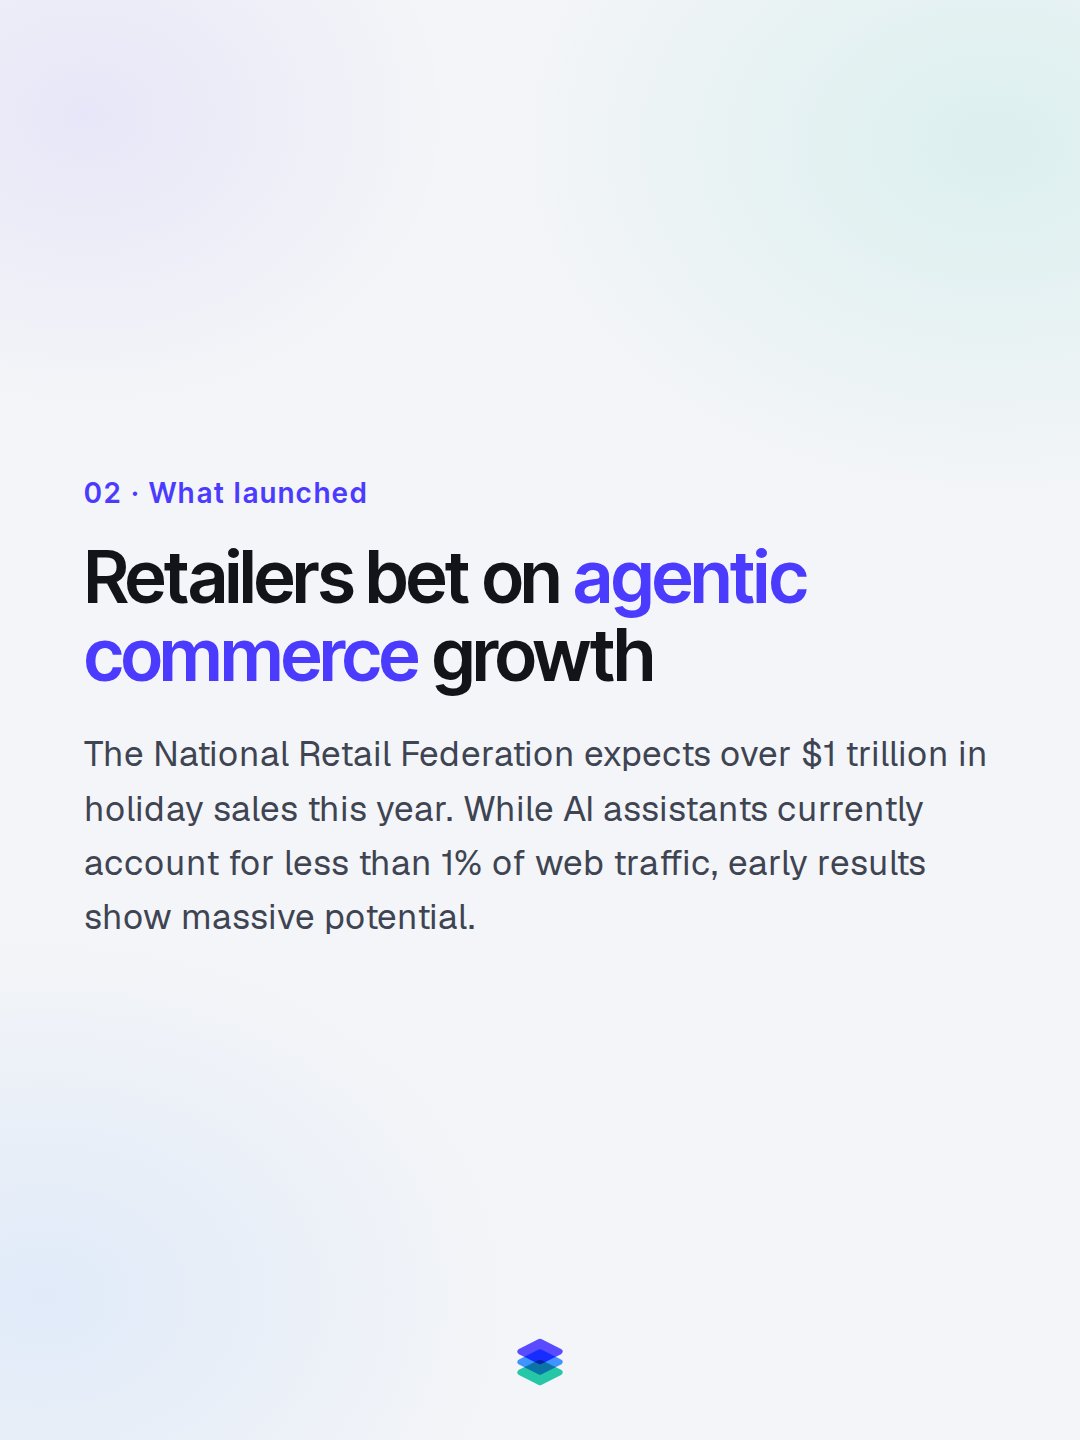 02 · What launched
Retailers bet on agentic
commerce growth
The National Retail Federation expects over $1 trillion in
holiday sales this year. While AI assistants currently
account for less than 1% of web traffic, early results
show massive potential.